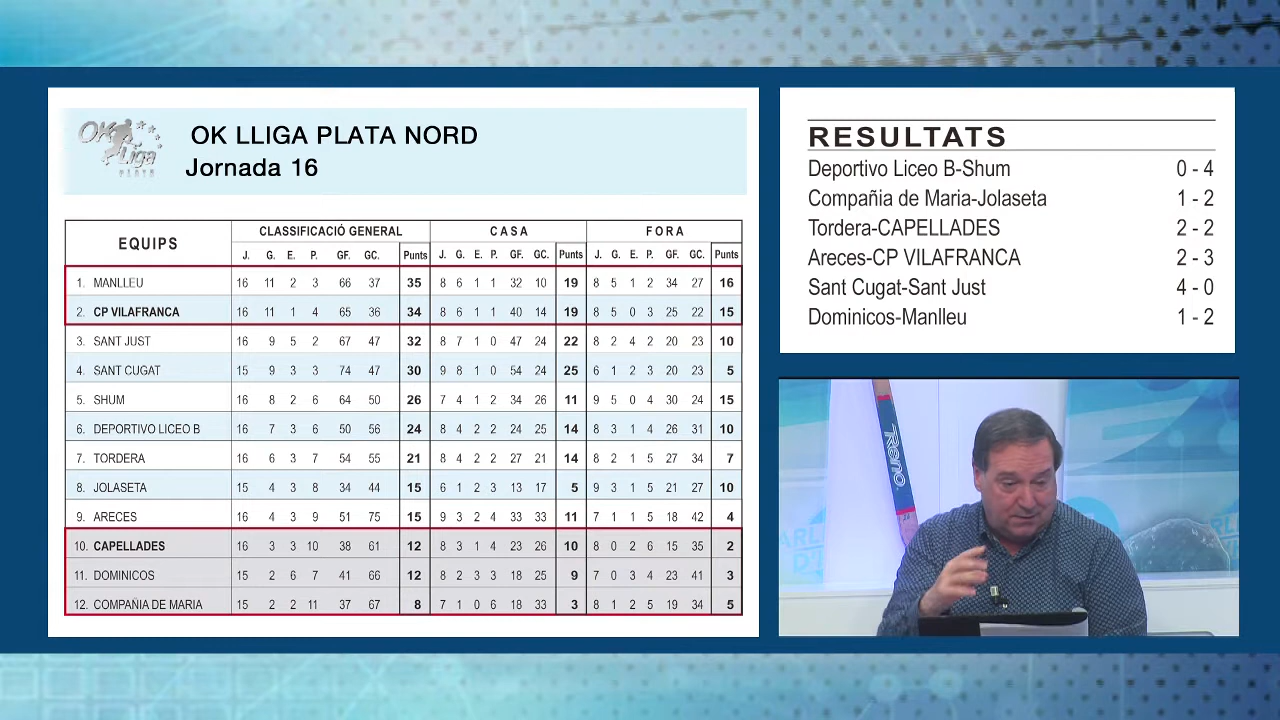 OK Lliga PLATA
OK LLIGA PLATA NORD
Jornada 16
EQUIPS CLASSIFICACIÓ GENERAL CASA FORA
J. G. E. P. GF. GC. Punts J. G. E. P. GF. GC. Punts J. G. E. P. GF. GC. Punts
1. MANLLEU 16 11 2 3 66 37 35 8 6 1 1 32 10 19 8 5 1 2 34 27 16
2. CP VILAFRANCA 16 11 1 4 65 36 34 8 6 1 1 40 14 19 8 5 0 3 25 22 15
3. SANT JUST 16 9 5 2 67 47 32 8 7 1 0 47 24 22 8 2 4 2 20 23 10
4. SANT CUGAT 15 9 3 3 74 47 30 9 8 1 0 54 24 25 6 1 2 3 20 23 5
5. SHUM 16 8 2 6 64 50 26 7 4 1 2 34 26 11 9 5 0 4 30 24 15
6. DEPORTIVO LICEO B 16 7 3 6 50 56 24 8 4 2 2 24 25 14 8 3 1 4 26 31 10
7. TORDERA 16 6 3 7 54 55 21 8 4 2 2 27 21 14 8 2 1 5 27 34 7
8. JOLASETA 15 4 3 8 34 44 15 6 1 2 3 13 17 5 9 3 1 5 21 27 10
9. ARECES 16 4 3 9 51 75 15 9 3 2 4 33 33 11 7 1 1 5 18 42 4
10. CAPELLADES 16 3 3 10 38 61 12 8 3 1 4 23 26 10 8 0 2 6 15 35 2
11. DOMINICOS 15 2 6 7 41 66 12 8 2 3 3 18 25 9 7 0 3 4 23 41 3
12. COMPAÑIA DE MARIA 15 2 2 11 37 67 8 7 1 0 6 18 33 3 8 1 2 5 19 34 5
RESULTATS
Deportivo Liceo B-Shum 0 - 4
Compañia de Maria-Jolaseta 1 - 2
Tordera-CAPELLADES 2 - 2
Areces-CP VILAFRANCA 2 - 3
Sant Cugat-Sant Just 4 - 0
Dominicos-Manlleu 1 - 2
RENO